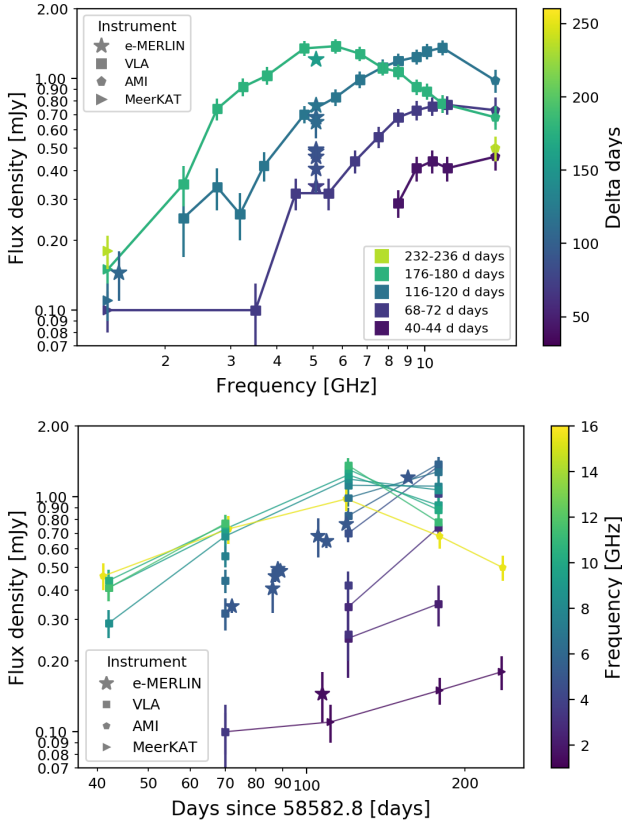 2.00
1.00
0.90
0.80
0.70
0.60
0.50
0.40
0.30
0.20
0.10
0.09
0.08
0.07
Flux density [mJy]
Instrument
e-MERLIN
VLA
AMI
MeerKAT
232-236 d days
176-180 d days
116-120 d days
68-72 d days
40-44 d days
2 3 4 5 6 7 8 9 10
Frequency [GHz]
250
200
150
100
50
Delta days
2.00
1.00
0.90
0.80
0.70
0.60
0.50
0.40
0.30
0.20
0.10
0.09
0.08
0.07
Flux density [mJy]
Instrument
e-MERLIN
VLA
AMI
MeerKAT
40 50 60 70 80 90 100 200
Days since 58582.8 [days]
16
14
12
10
8
6
4
2
Frequency [GHz]